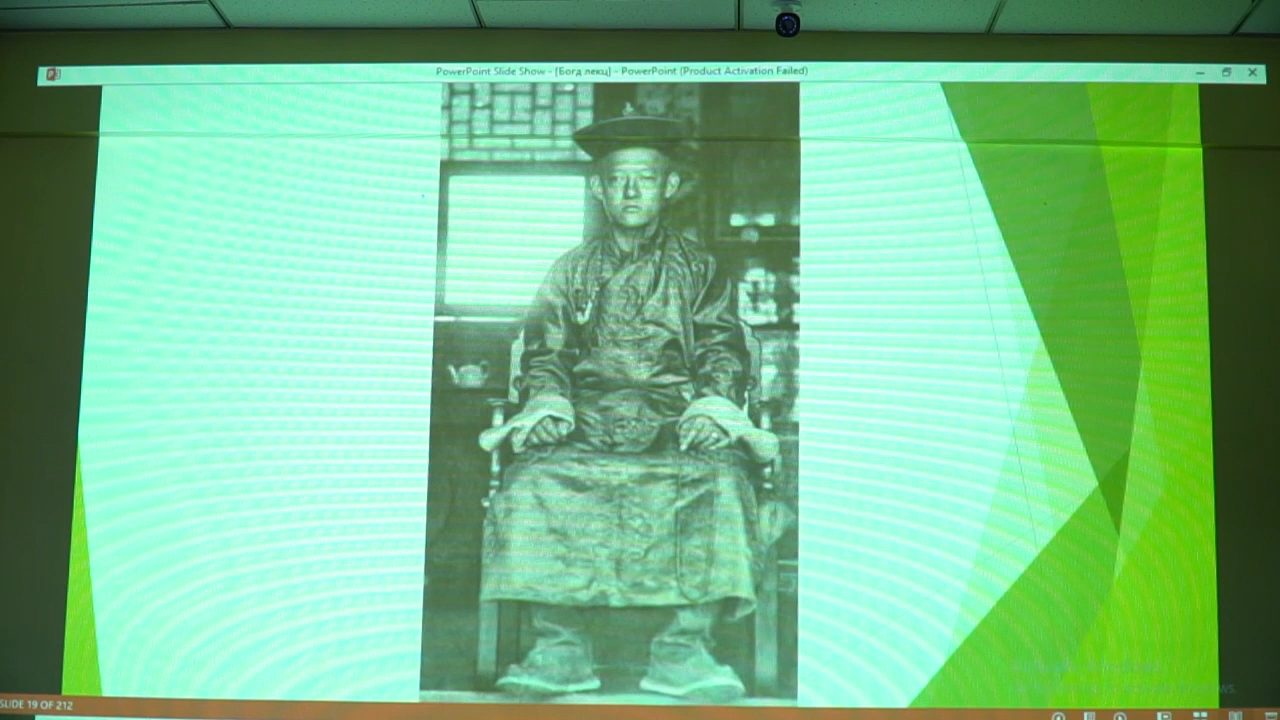 PowerPoint Slide Show - [Богд лекц] - PowerPoint (Product Activation Failed)
SLIDE 19 OF 212